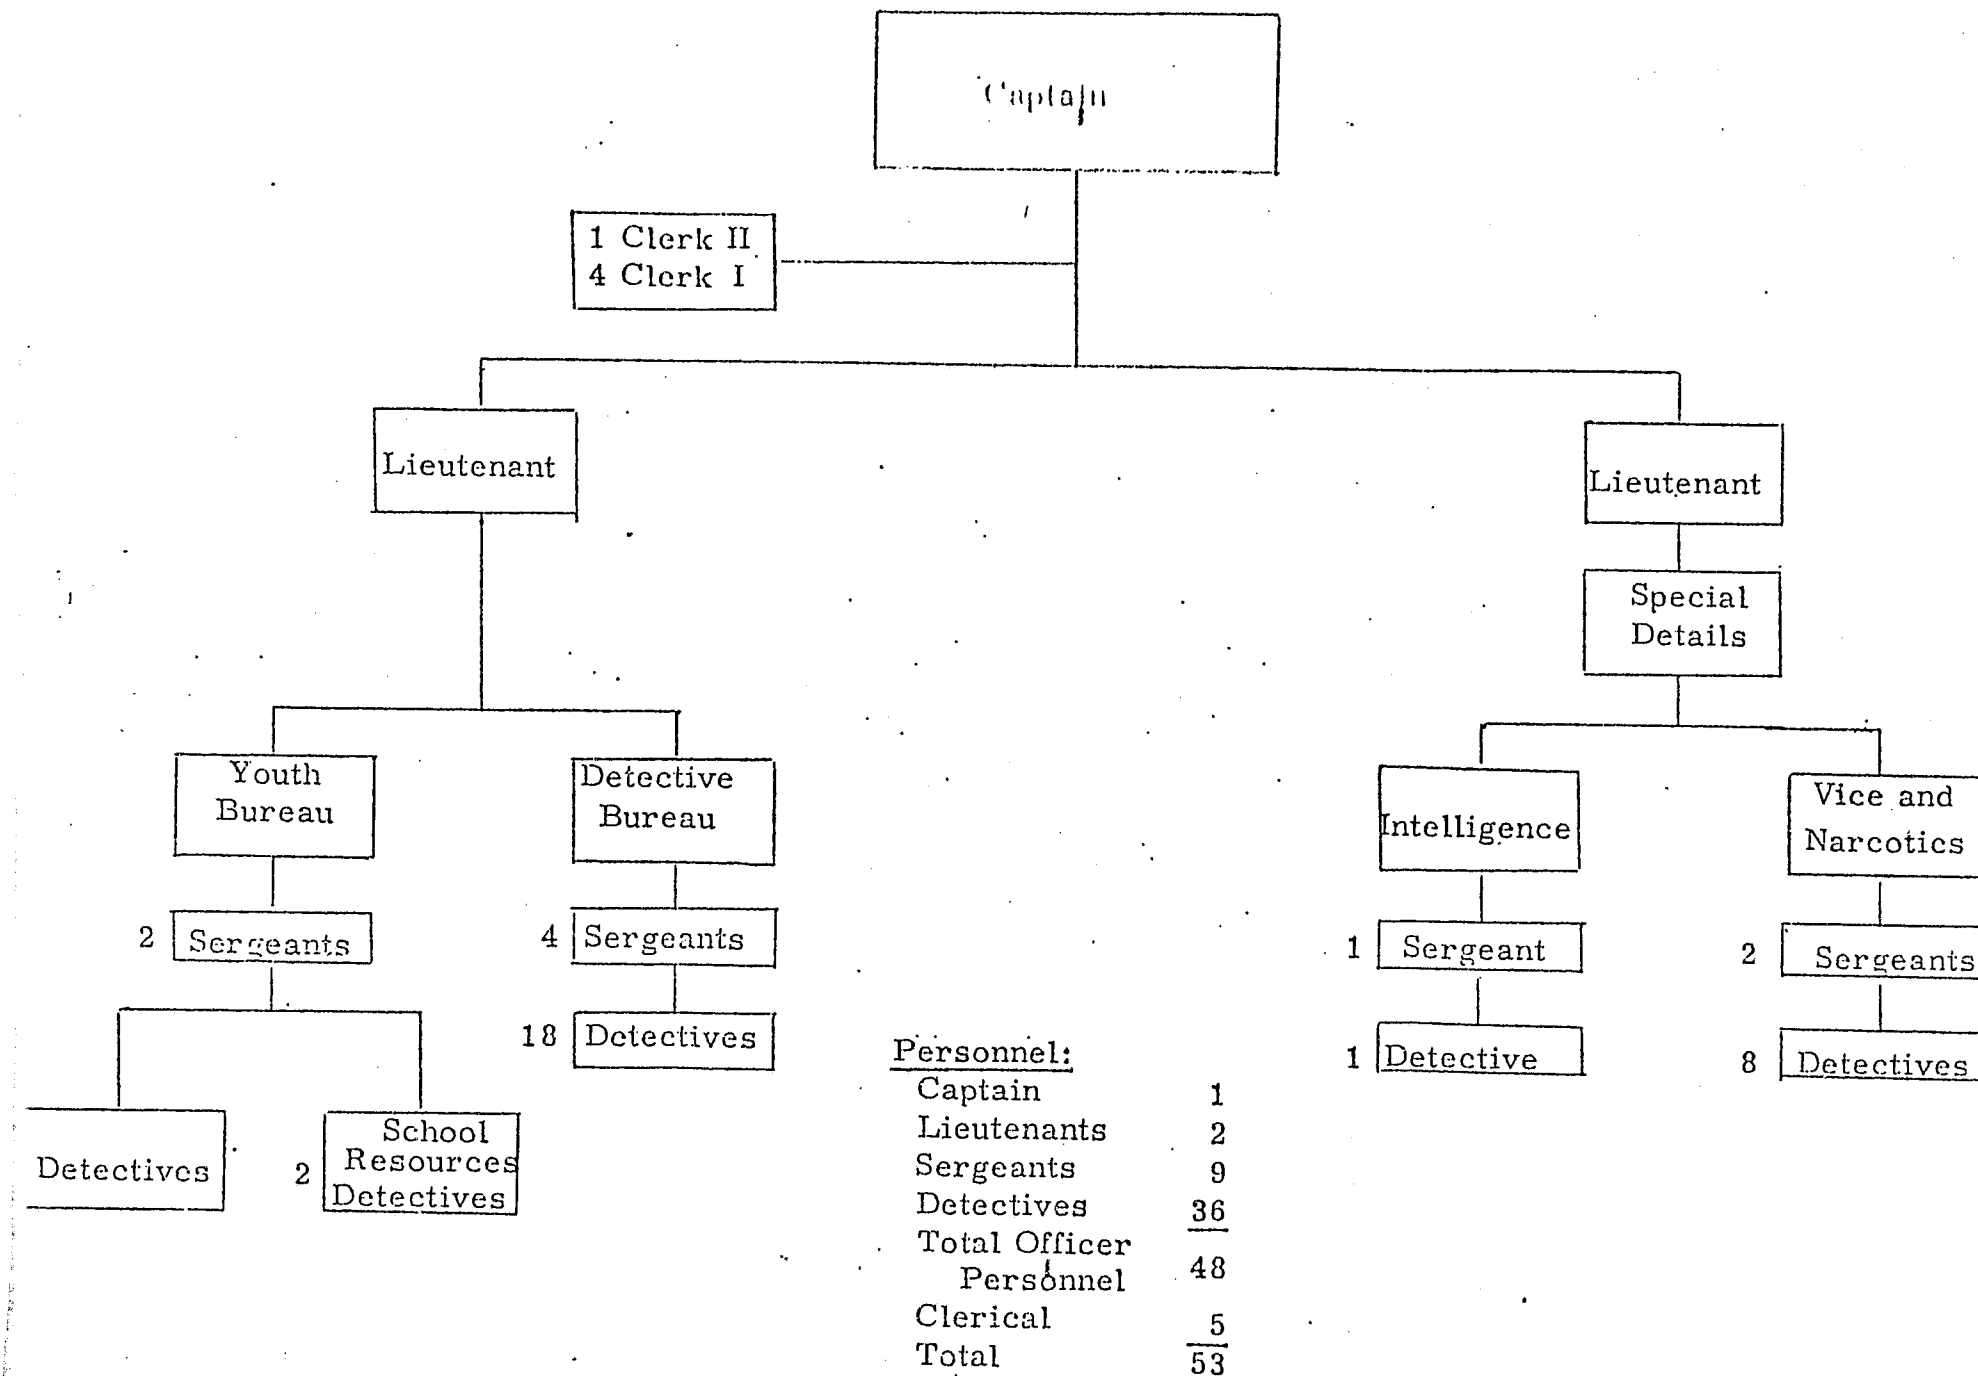 Captain
1 Clerk II
4 Clerk I
Lieutenant
Lieutenant
Special
Details
Youth
Bureau
Detective
Bureau
Intelligence
Vice and
Narcotics
2 Sergeants
4 Sergeants
1 Sergeant
2 Sergeants
18 Detectives
1 Detective
8 Detectives
Detectives
2 School
Resources
Detectives
Personnel:
Captain 1
Lieutenants 2
Sergeants 9
Detectives 36
Total Officer
Personnel 48
Clerical 5
Total 53